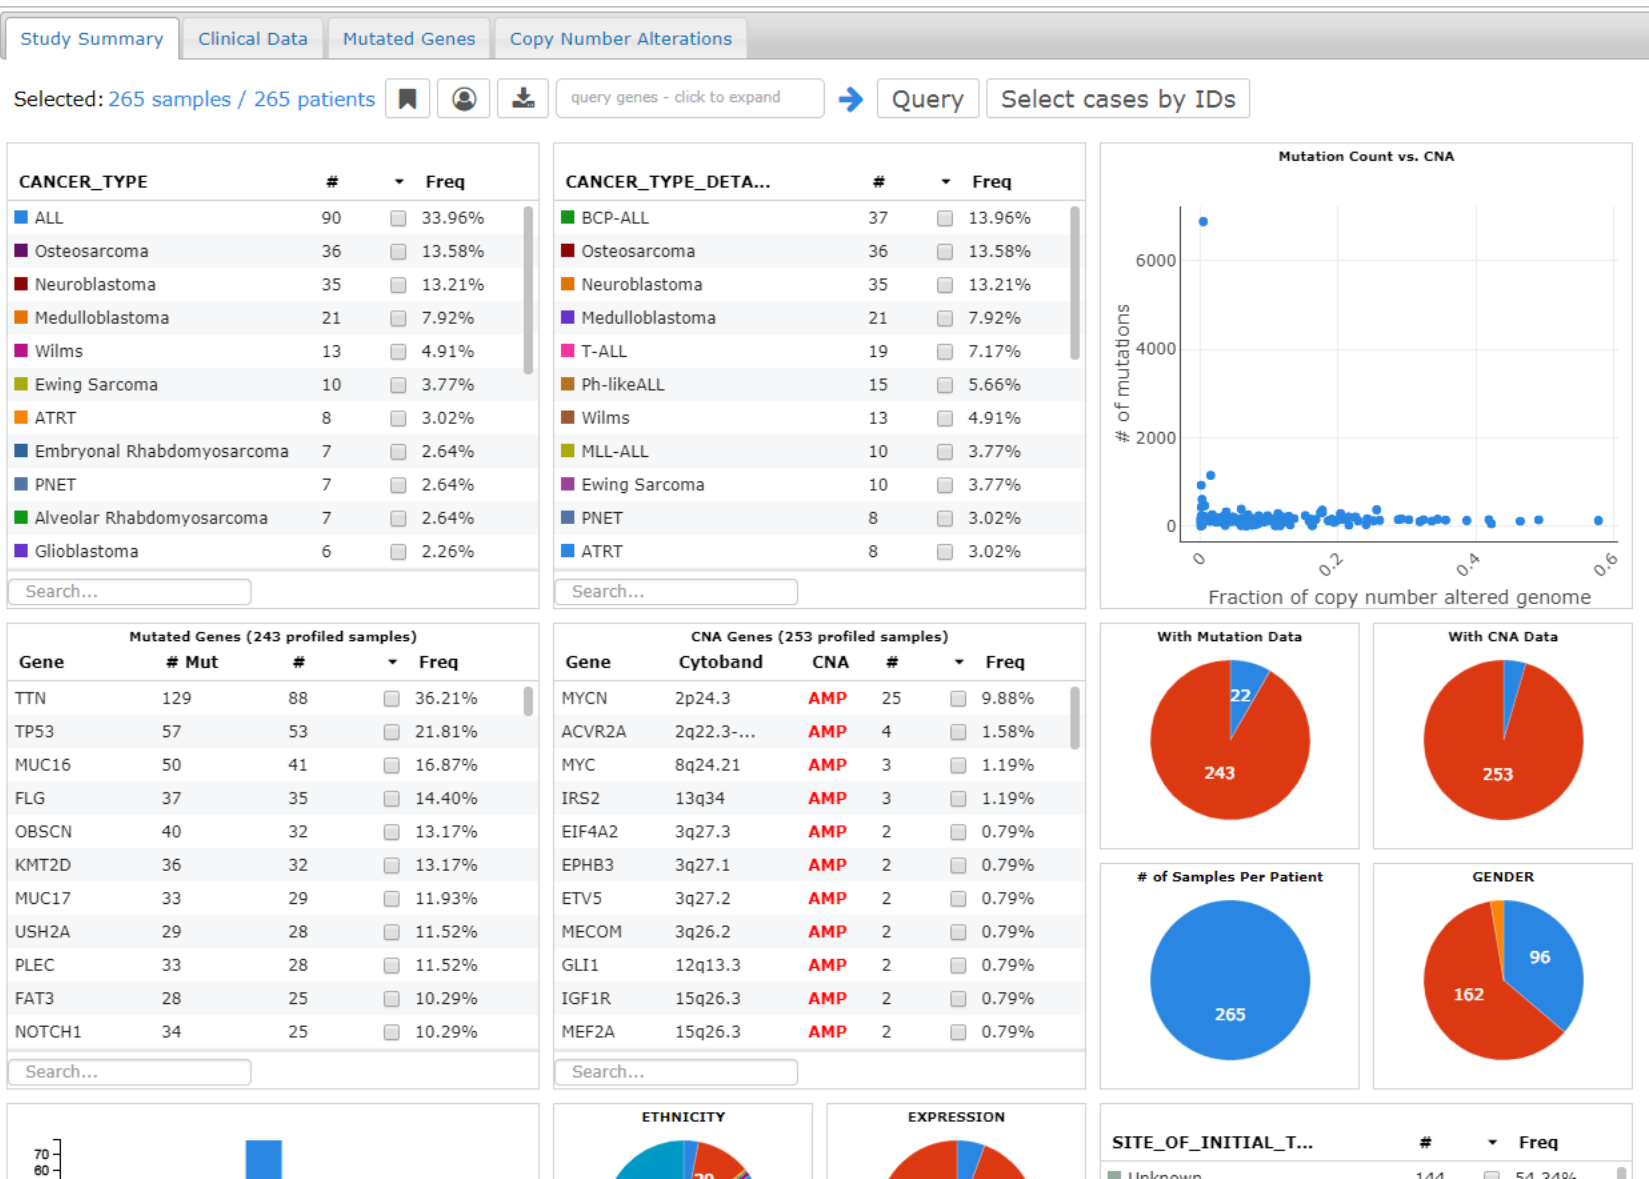 Study Summary Clinical Data Mutated Genes Copy Number Alterations
Selected: 265 samples / 265 patients query genes - click to expand Query Select cases by IDs
CANCER_TYPE # Freq
ALL 90 33.96%
Osteosarcoma 36 13.58%
Neuroblastoma 35 13.21%
Medulloblastoma 21 7.92%
Wilms 13 4.91%
Ewing Sarcoma 10 3.77%
ATRT 8 3.02%
Embryonal Rhabdomyosarcoma 7 2.64%
PNET 7 2.64%
Alveolar Rhabdomyosarcoma 7 2.64%
Glioblastoma 6 2.26%
Search...
CANCER_TYPE_DETA... # Freq
BCP-ALL 37 13.96%
Osteosarcoma 36 13.58%
Neuroblastoma 35 13.21%
Medulloblastoma 21 7.92%
T-ALL 19 7.17%
Ph-likeALL 15 5.66%
Wilms 13 4.91%
MLL-ALL 10 3.77%
Ewing Sarcoma 10 3.77%
PNET 8 3.02%
ATRT 8 3.02%
Search...
Mutation Count vs. CNA
# of mutations
6000
4000
2000
0
0 0.2 0.4 0.6
Fraction of copy number altered genome
Mutated Genes (243 profiled samples)
Gene # Mut # Freq
TTN 129 88 36.21%
TP53 57 53 21.81%
MUC16 50 41 16.87%
FLG 37 35 14.40%
OBSCN 40 32 13.17%
KMT2D 36 32 13.17%
MUC17 33 29 11.93%
USH2A 29 28 11.52%
PLEC 33 28 11.52%
FAT3 28 25 10.29%
NOTCH1 34 25 10.29%
Search...
CNA Genes (253 profiled samples)
Gene Cytoband CNA # Freq
MYCN 2p24.3 AMP 25 9.88%
ACVR2A 2q22.3-... AMP 4 1.58%
MYC 8q24.21 AMP 3 1.19%
IRS2 13q34 AMP 3 1.19%
EIF4A2 3q27.3 AMP 2 0.79%
EPHB3 3q27.1 AMP 2 0.79%
ETV5 3q27.2 AMP 2 0.79%
MECOM 3q26.2 AMP 2 0.79%
GLI1 12q13.3 AMP 2 0.79%
IGF1R 15q26.3 AMP 2 0.79%
MEF2A 15q26.3 AMP 2 0.79%
Search...
With Mutation Data
22
243
With CNA Data
253
# of Samples Per Patient
265
GENDER
96
162
70
60
ETHNICITY
EXPRESSION
SITE_OF_INITIAL_T... # Freq
Unknown 144 54.34%